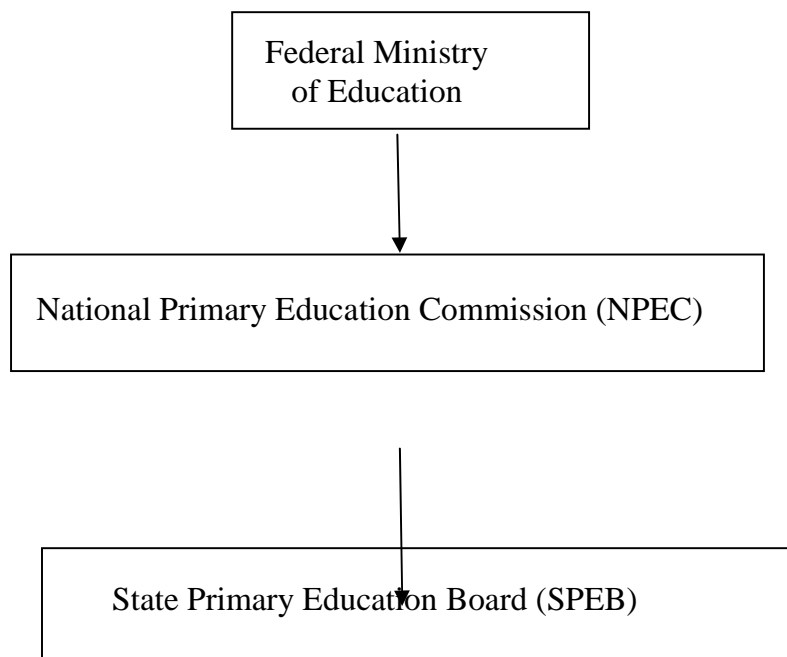 Federal Ministry
of Education
National Primary Education Commission (NPEC)
State Primary Education Board (SPEB)